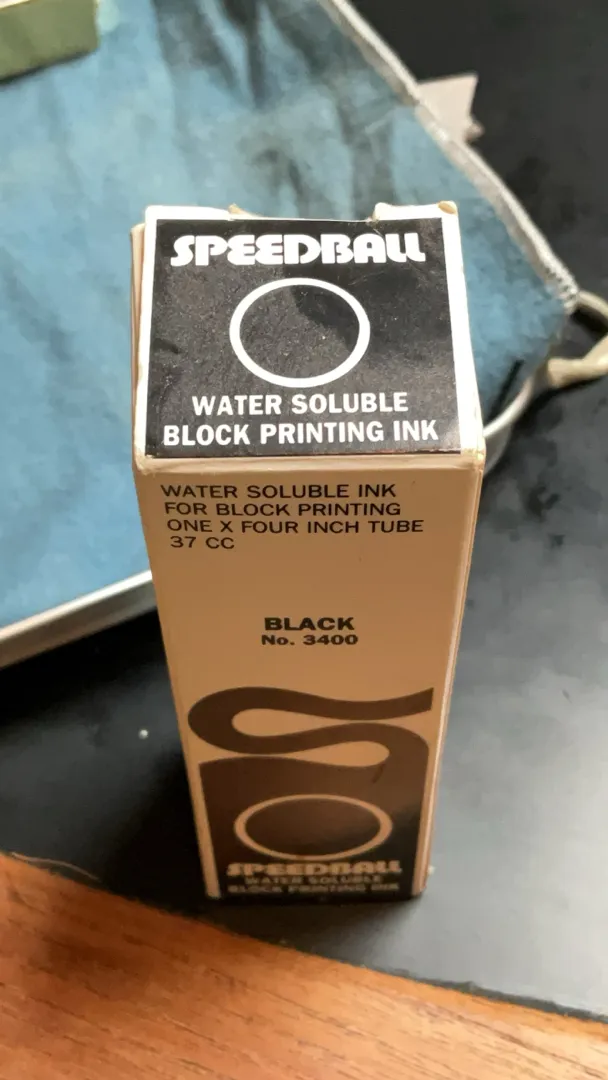 SPEEDBALL
WATER SOLUBLE
BLOCK PRINTING INK
WATER SOLUBLE INK
FOR BLOCK PRINTING
ONE X FOUR INCH TUBE
37 CC
BLACK
No. 3400
SPEEDBALL
WATER SOLUBLE
BLOCK PRINTING INK